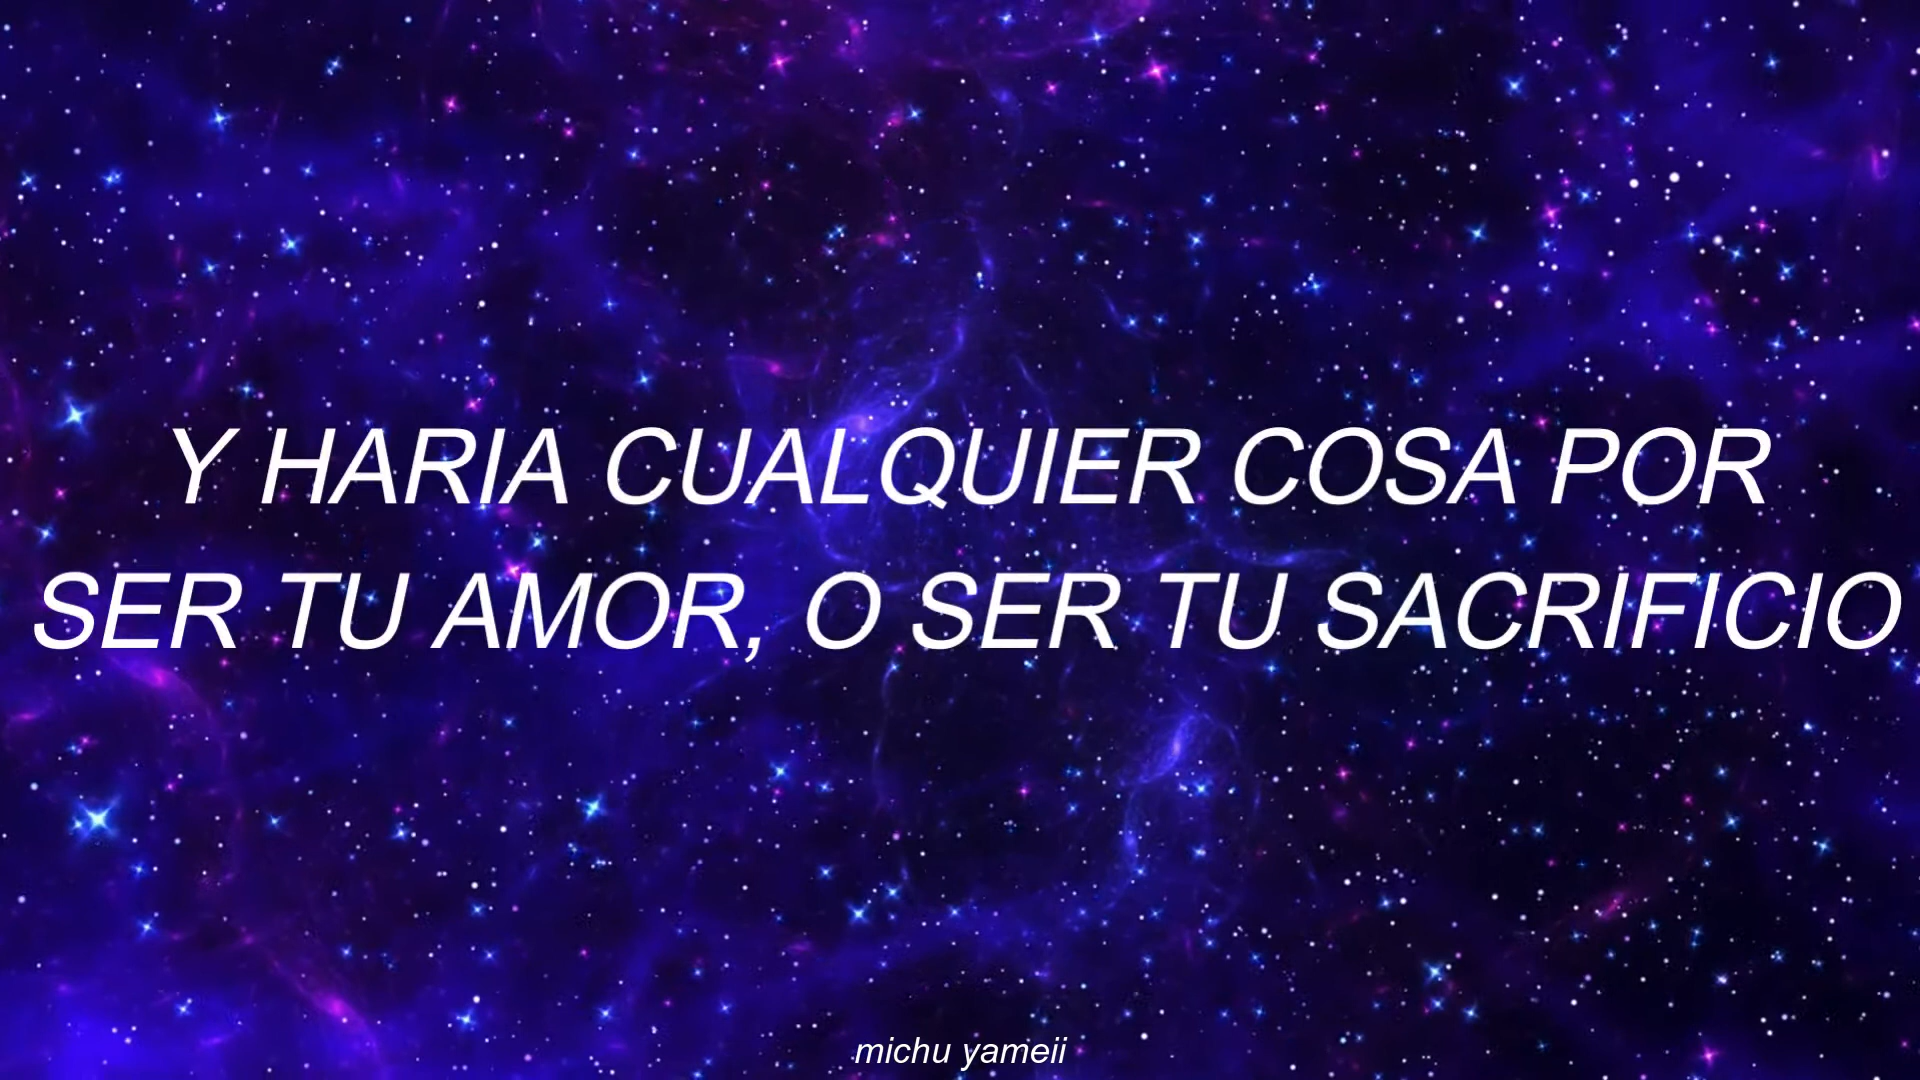 Y HARIA CUALQUIER COSA POR
SER TU AMOR, O SER TU SACRIFICIO
michu yameii